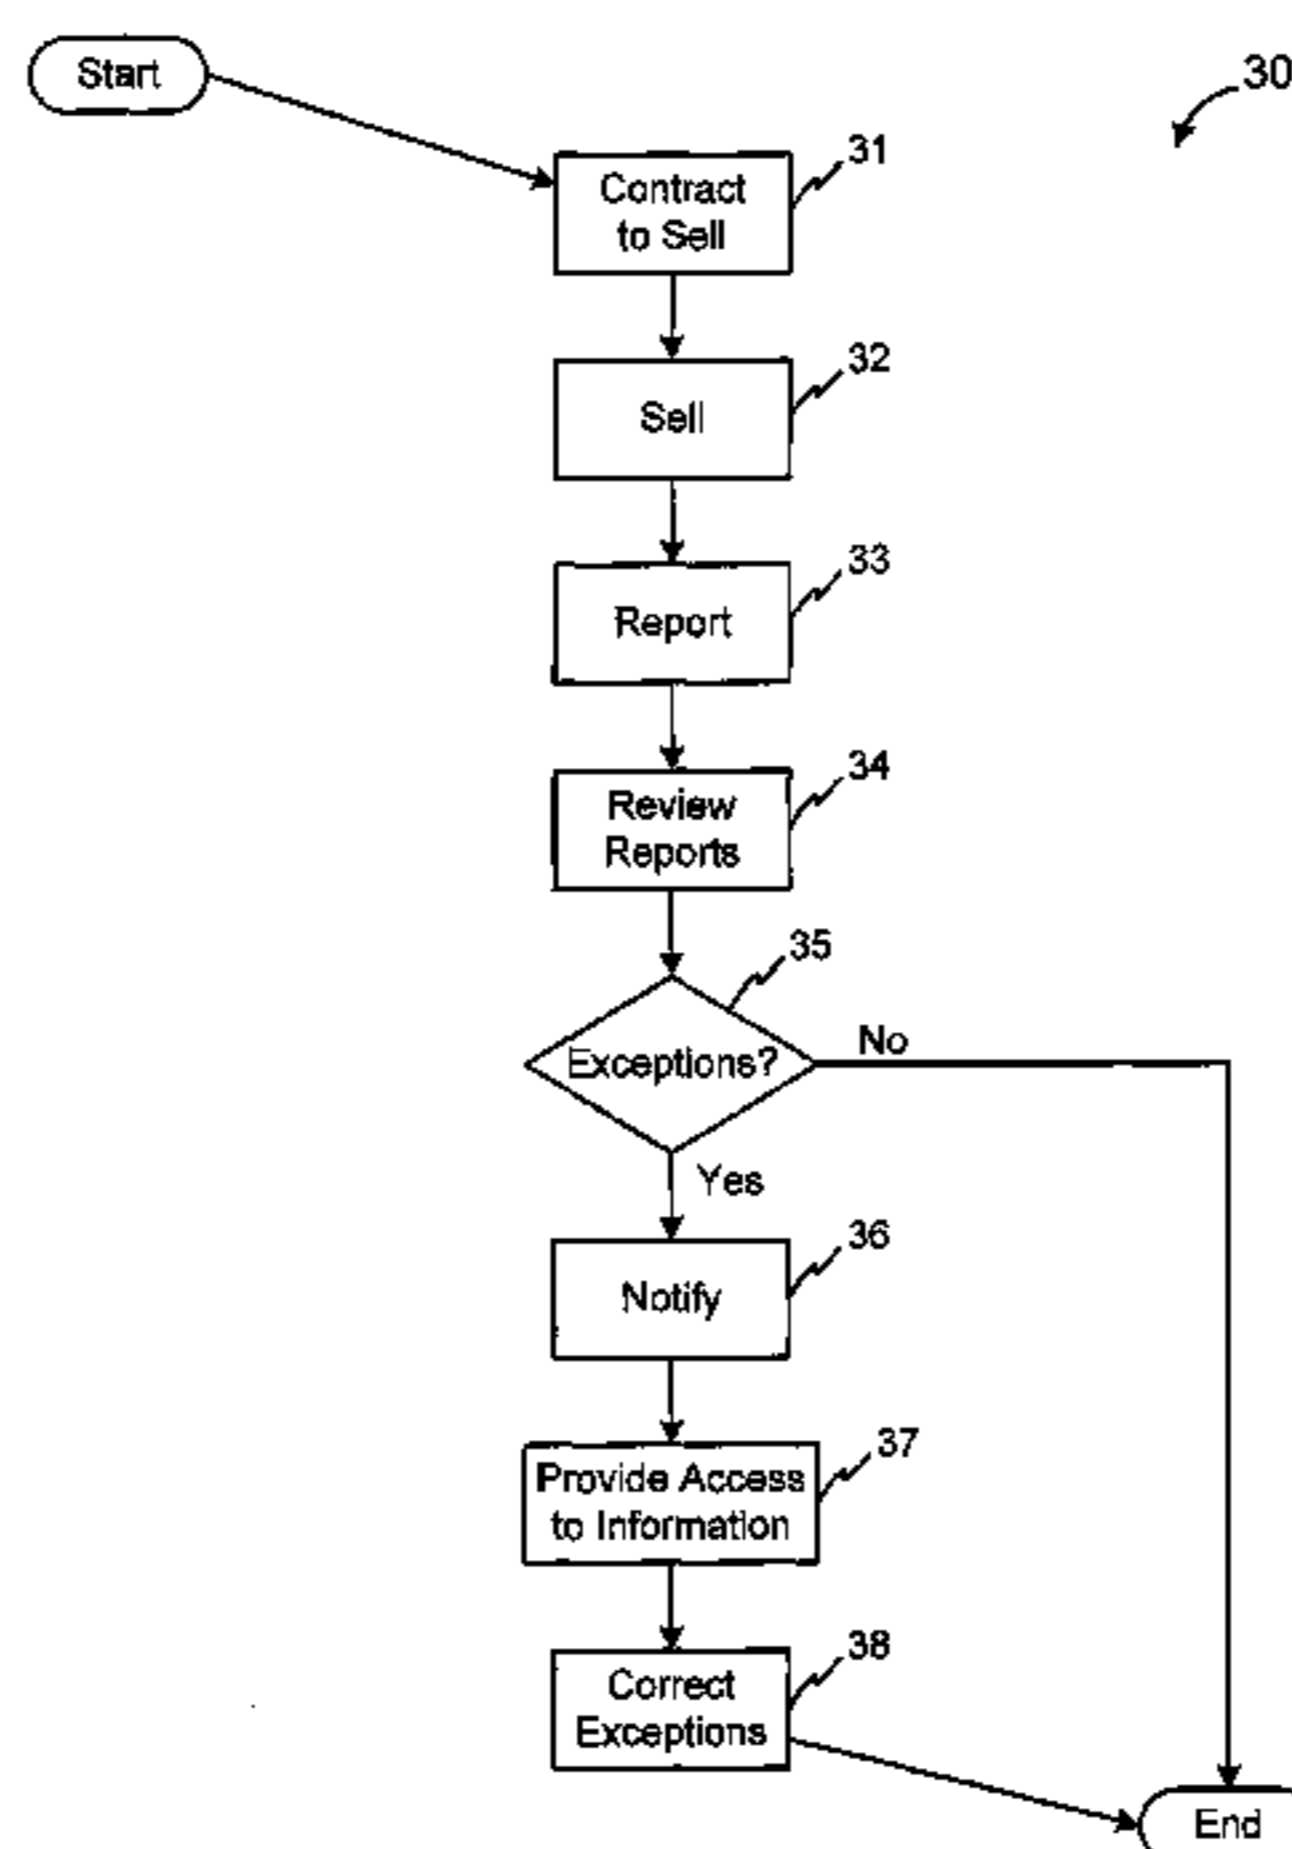 Start
30
31
Contract
to Sell
32
Sell
33
Report
34
Review
Reports
35
Exceptions?
No
Yes
36
Notify
37
Provide Access
to Information
38
Correct
Exceptions
End